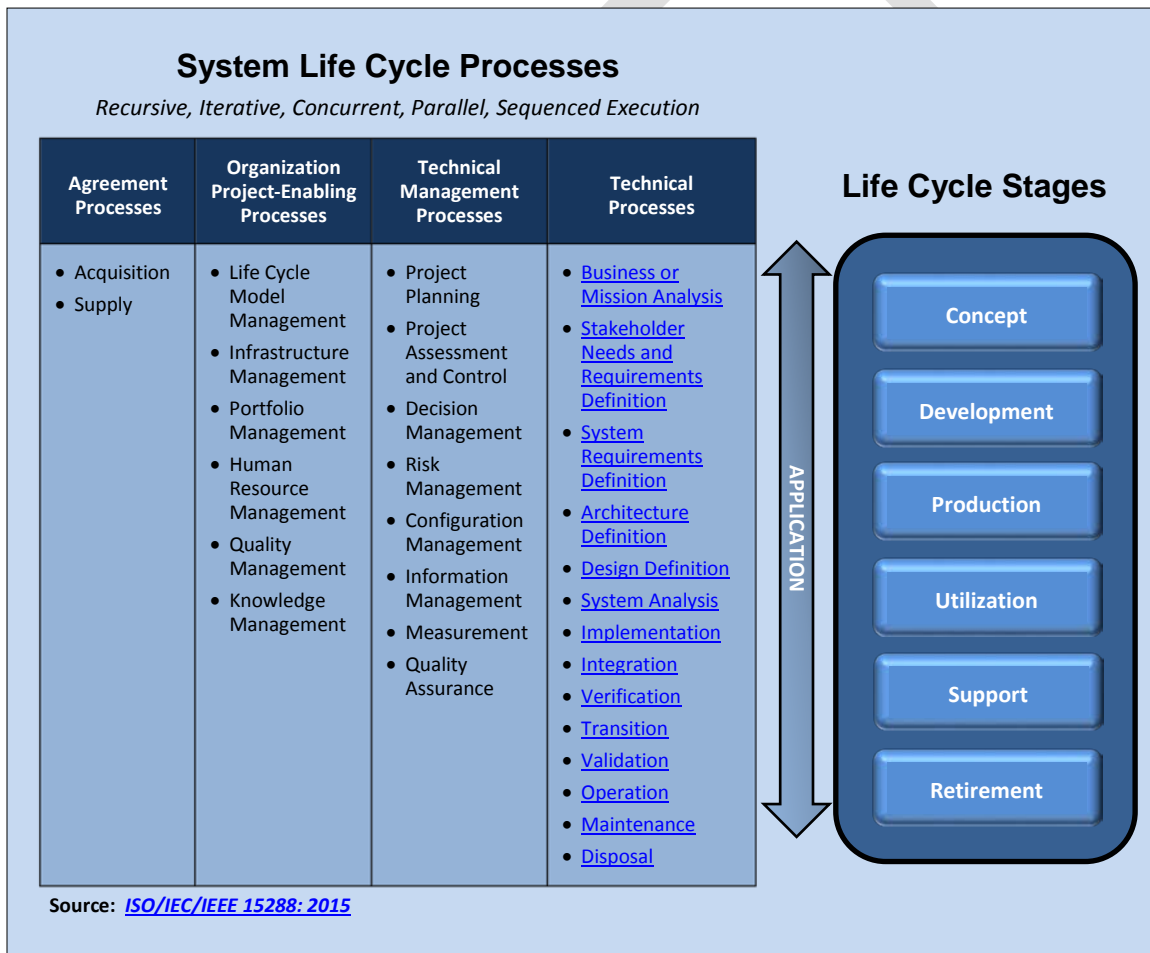 System Life Cycle Processes
Recursive, Iterative, Concurrent, Parallel, Sequenced Execution
Agreement
Processes
• Acquisition
• Supply
Organization
Project-Enabling
Processes
• Life Cycle
Model
Management
• Infrastructure
Management
• Portfolio
Management
• Human
Resource
Management
• Quality
Management
• Knowledge
Management
Technical
Management
Processes
• Project
Planning
• Project
Assessment
and Control
• Decision
Management
• Risk
Management
• Configuration
Management
• Information
Management
• Measurement
• Quality
Assurance
Technical
Processes
• Business or
Mission Analysis
• Stakeholder
Needs and
Requirements
Definition
• System
Requirements
Definition
• Architecture
Definition
• Design Definition
• System Analysis
• Implementation
• Integration
• Verification
• Transition
• Validation
• Operation
• Maintenance
• Disposal
APPLICATION
Life Cycle Stages
Concept
Development
Production
Utilization
Support
Retirement
Source: ISO/IEC/IEEE 15288: 2015